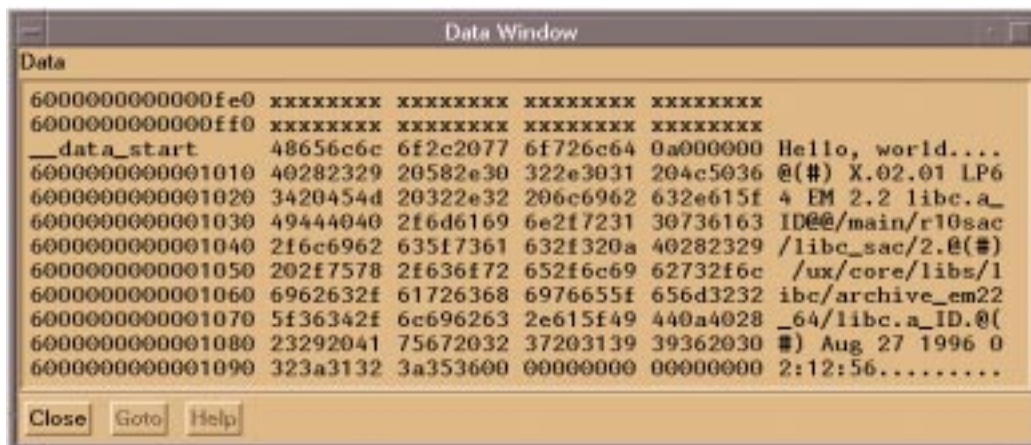 Data Window
Data
6000000000000fe0 xxxxxxxx xxxxxxxx xxxxxxxx xxxxxxxx
6000000000000ff0 xxxxxxxx xxxxxxxx xxxxxxxx xxxxxxxx
__data_start 48656c6c 6f2c2077 6f726c64 0a000000 Hello, world....
6000000000001010 40282329 20582e30 322e3031 204c5036 @(#) X.02.01 LP6
6000000000001020 3420454d 20322e32 206c6962 632e615f 4 EM 2.2 libc.a_
6000000000001030 49444040 2f6d6169 6e2f7231 30736163 ID@@/main/r10sac
6000000000001040 2f6c6962 635f7361 632f320a 40282329 /libc_sac/2.@(#)
6000000000001050 202f7578 2f636f72 652f6c69 62732f6c /ux/core/libs/l
6000000000001060 6962632f 61726368 6976655f 656d3232 ibc/archive_em22
6000000000001070 5f36342f 6c696263 2e615f49 440a4028 _64/libc.a_ID.@(
6000000000001080 23292041 75672032 37203139 39362030 #) Aug 27 1996 0
6000000000001090 323a3132 3a353600 00000000 00000000 2:12:56.........
Close Goto Help